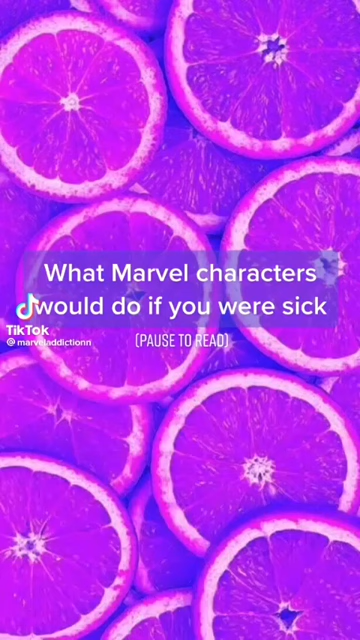 What Marvel characters
would do if you were sick
TikTok
@ marveladdictionn
(PAUSE TO READ)